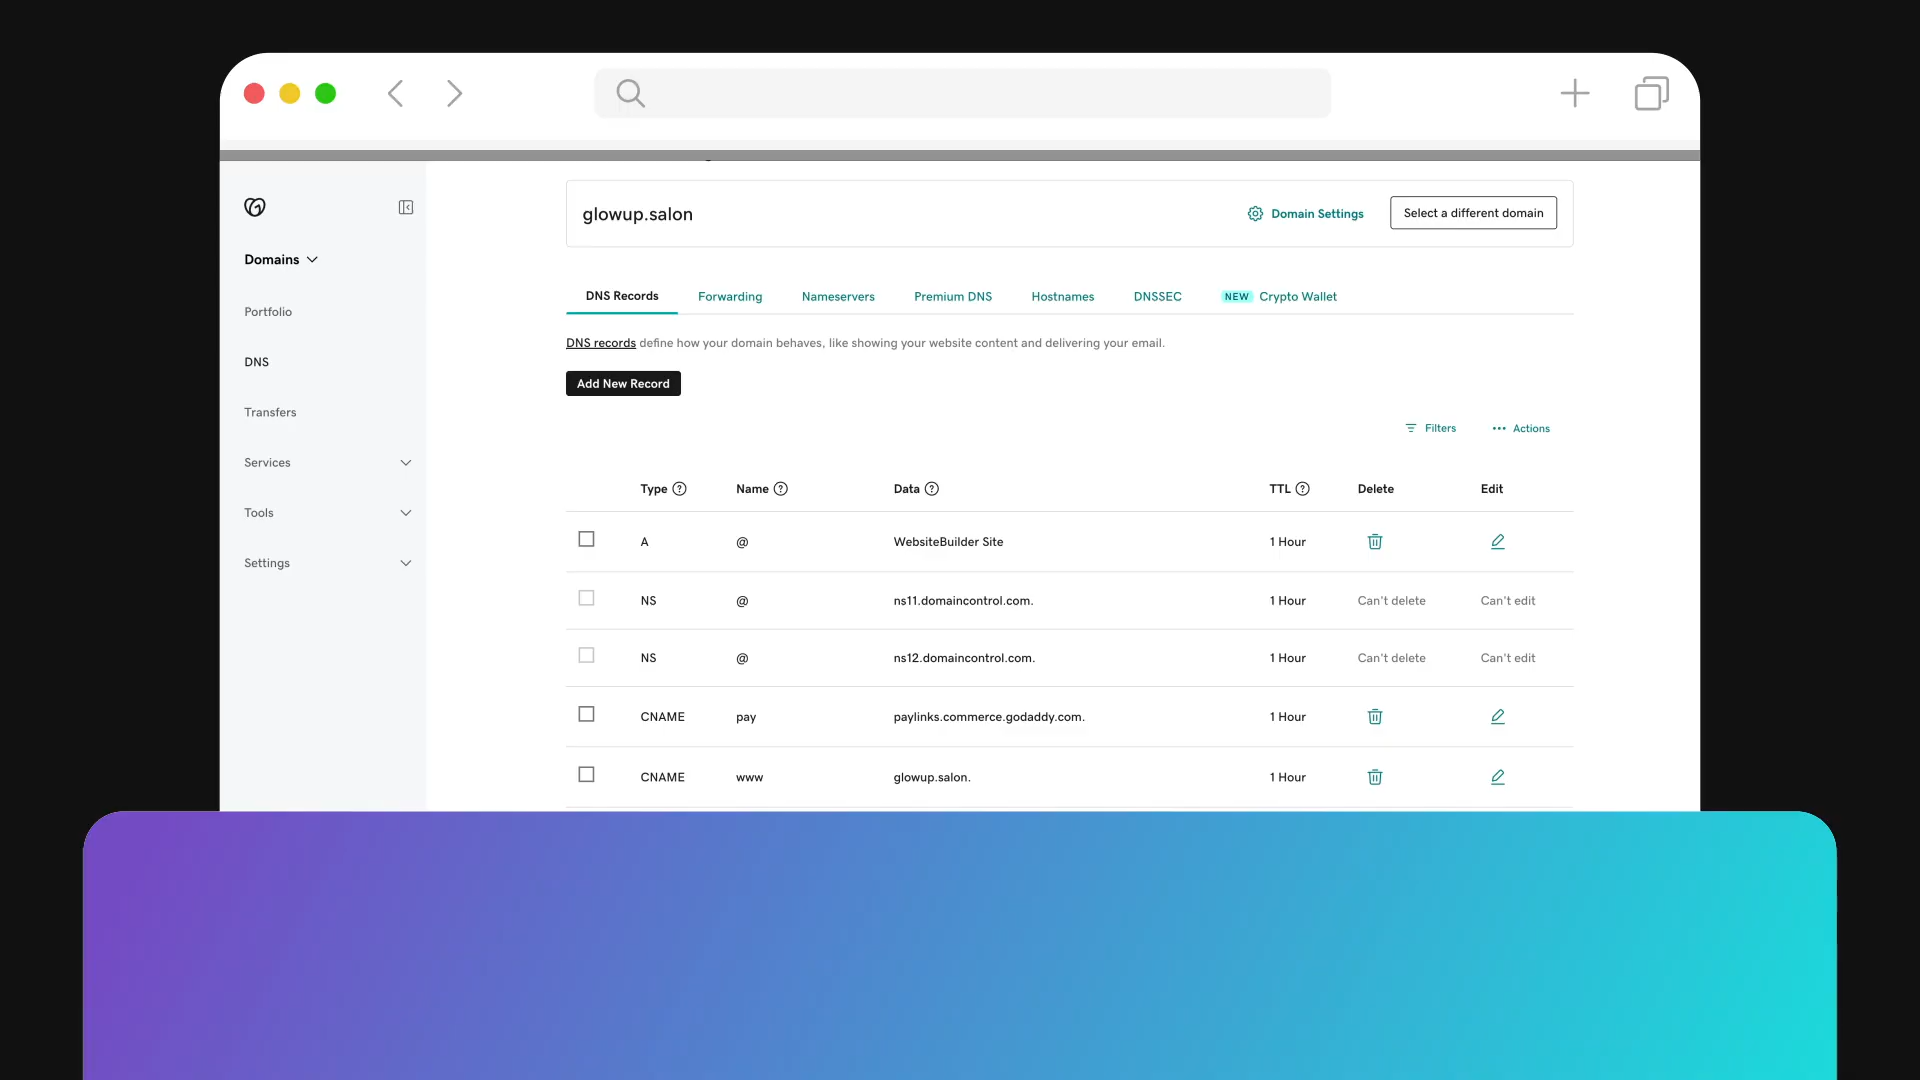 glowup.salon
Domain Settings
Select a different domain
Domains
Portfolio
DNS
Transfers
Services
Tools
Settings
DNS Records Forwarding Nameservers Premium DNS Hostnames DNSSEC NEW Crypto Wallet
DNS records define how your domain behaves, like showing your website content and delivering your email.
Add New Record
Filters Actions
Type Name Data TTL Delete Edit
A @ WebsiteBuilder Site 1 Hour
NS @ ns11.domaincontrol.com. 1 Hour Can't delete Can't edit
NS @ ns12.domaincontrol.com. 1 Hour Can't delete Can't edit
CNAME pay paylinks.commerce.godaddy.com. 1 Hour
CNAME www glowup.salon. 1 Hour